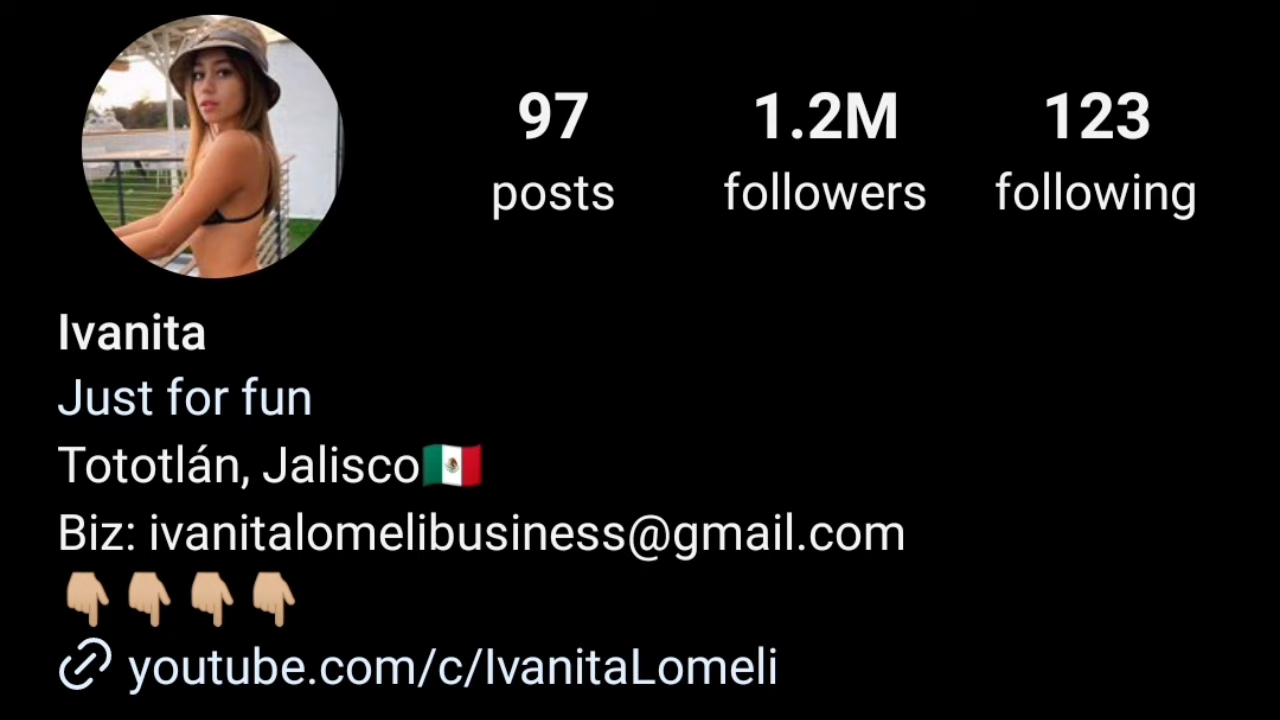 97 1.2M 123
posts followers following
Ivanita
Just for fun
Tototlán, Jalisco🇲🇽
Biz: ivanitalomelibusiness@gmail.com
👇🏼👇🏼👇🏼👇🏼
youtube.com/c/IvanitaLomeli